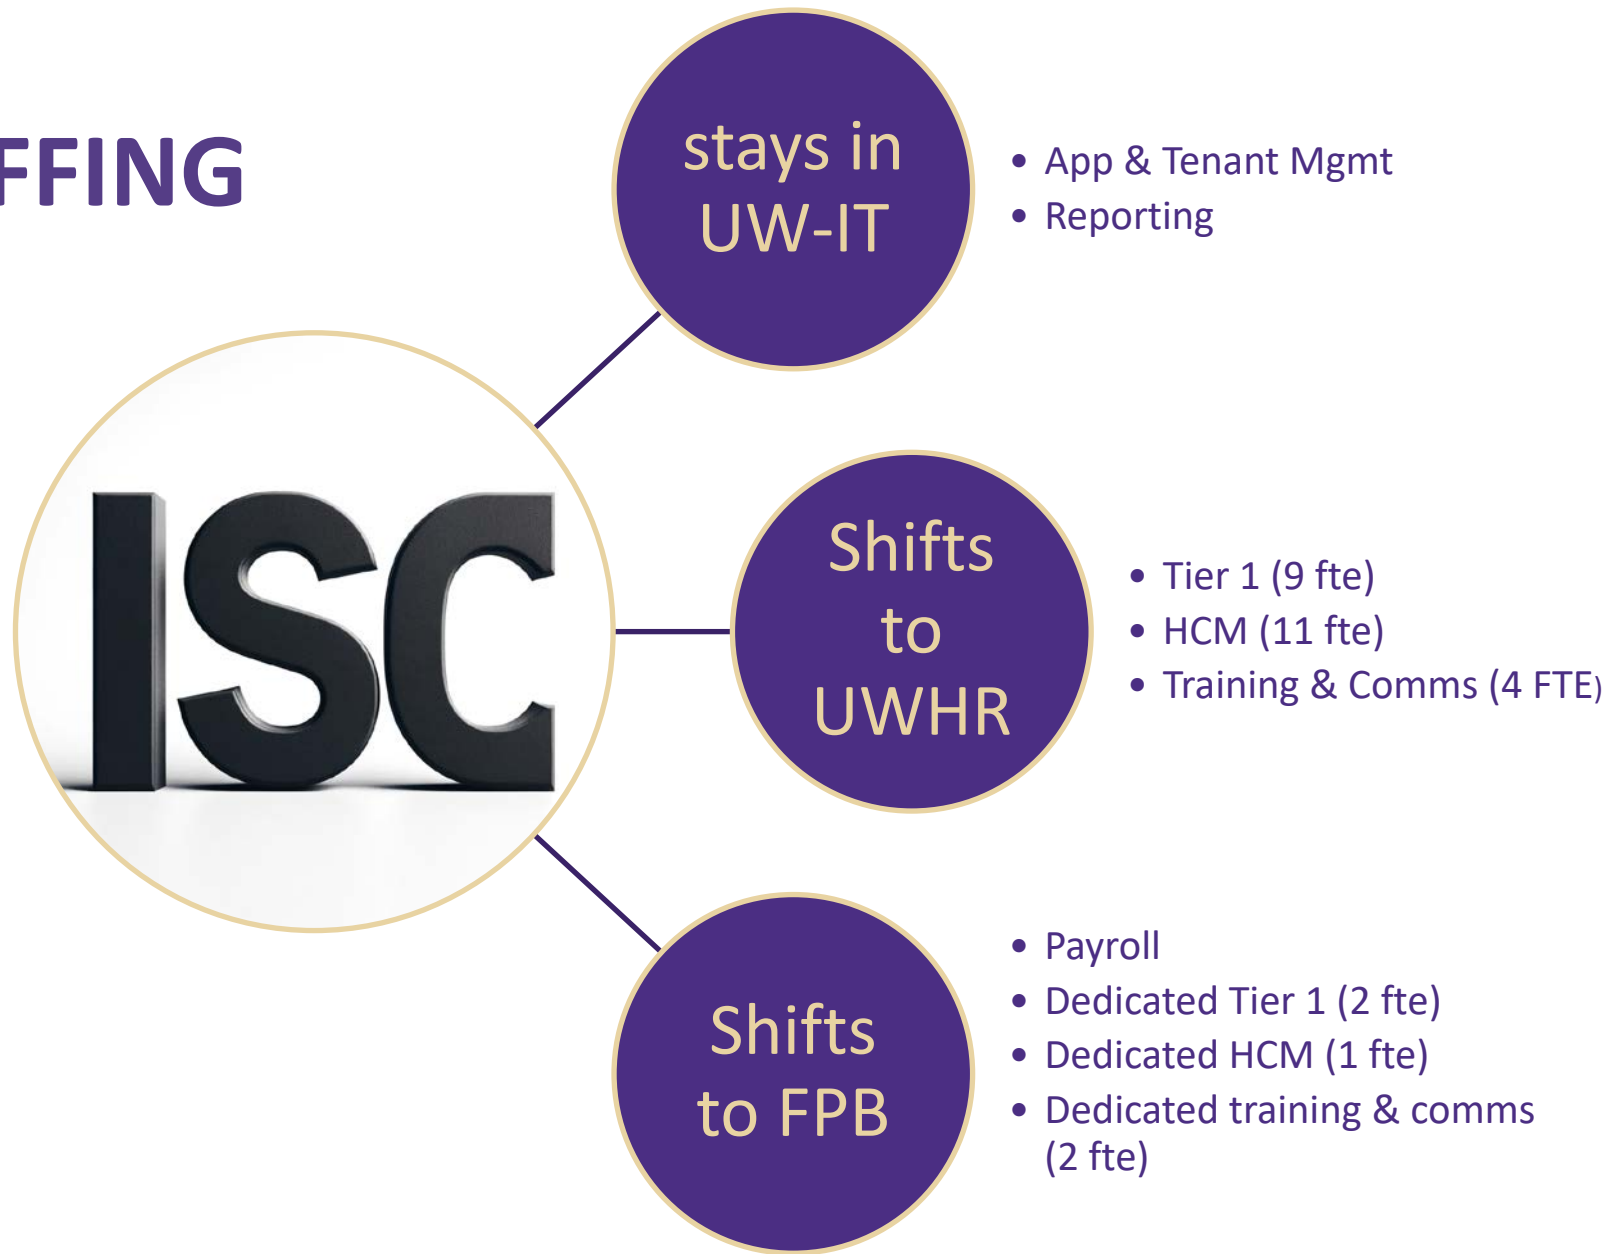 FFING
stays in
UW-IT
• App & Tenant Mgmt
• Reporting
ISC
Shifts
to
UWHR
• Tier 1 (9 fte)
• HCM (11 fte)
• Training & Comms (4 FTE)
Shifts
to FPB
• Payroll
• Dedicated Tier 1 (2 fte)
• Dedicated HCM (1 fte)
• Dedicated training & comms
(2 fte)